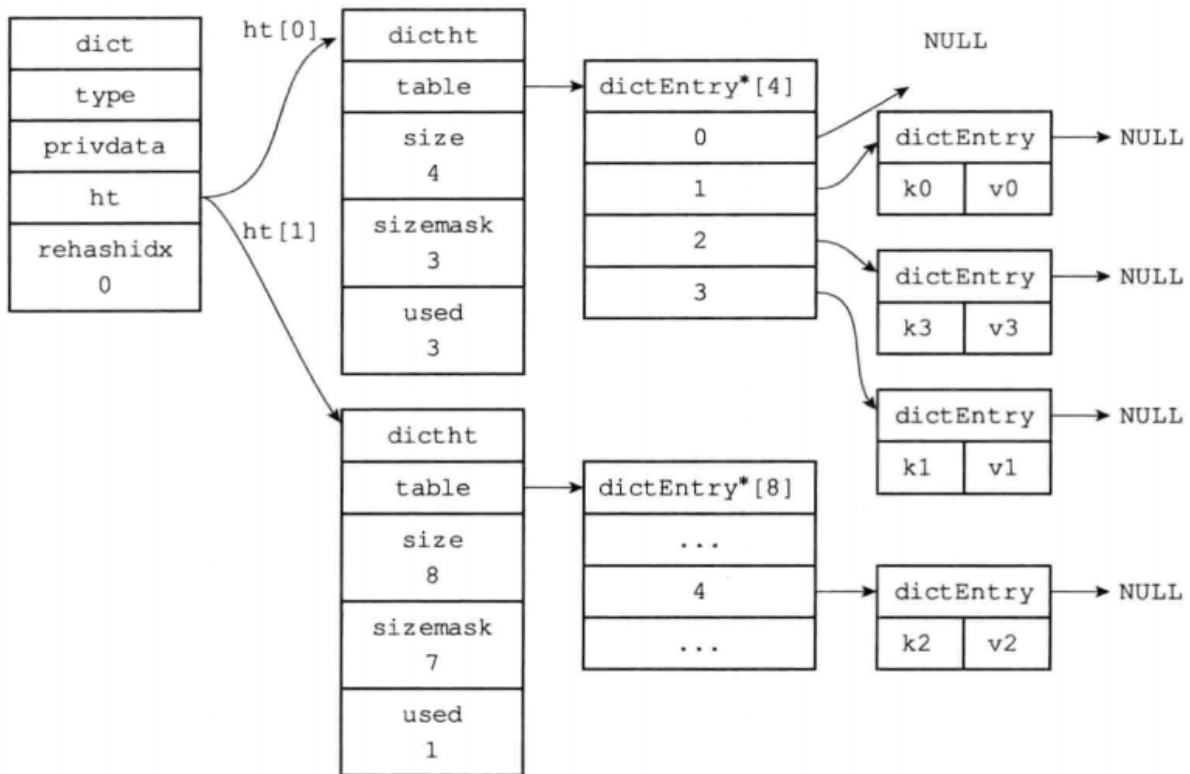 dict
type
privdata
ht
rehashidx
0
ht[0]
ht[1]
dictht
table
size
4
sizemask
3
used
3
dictEntry*[4]
0
1
2
3
NULL
dictEntry
k0 v0
NULL
dictEntry
k3 v3
NULL
dictEntry
k1 v1
NULL
dictht
table
size
8
sizemask
7
used
1
dictEntry*[8]
...
4
...
dictEntry
k2 v2
NULL